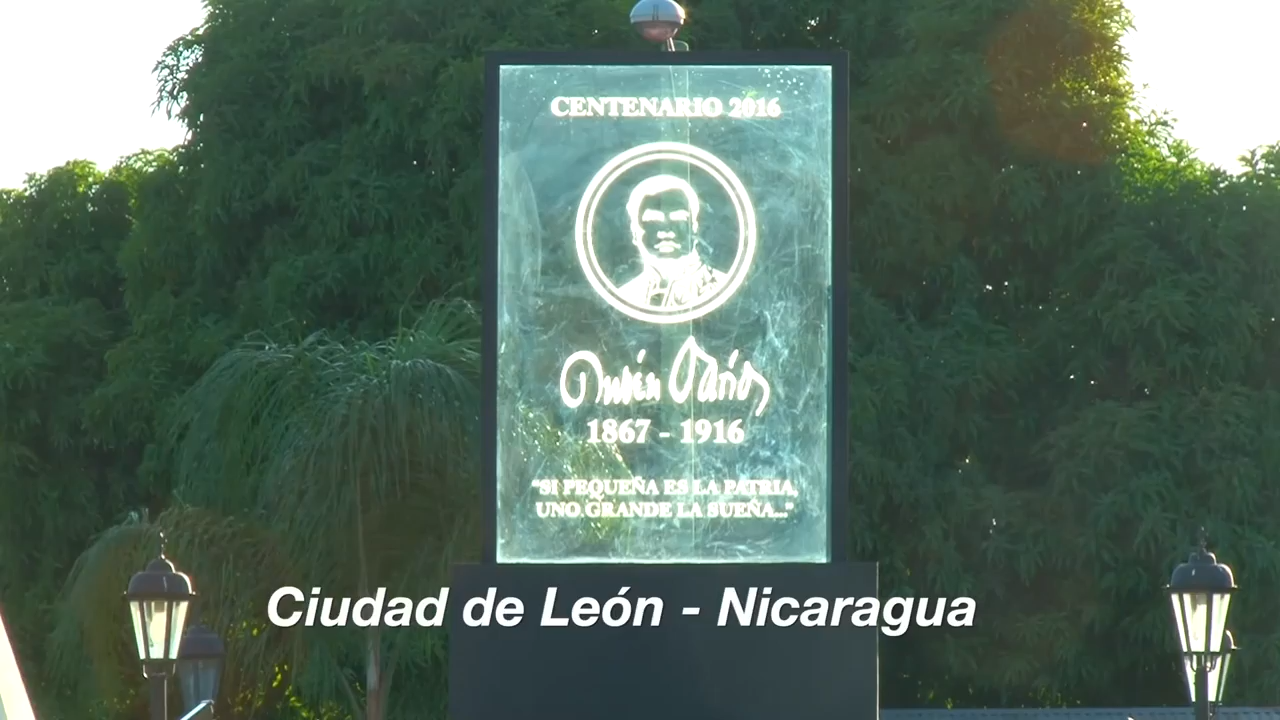 CENTENARIO 2016
Rubén Darío
1867 - 1916
"SI PEQUEÑA ES LA PATRIA,
UNO GRANDE LA SUEÑA..."
Ciudad de León - Nicaragua